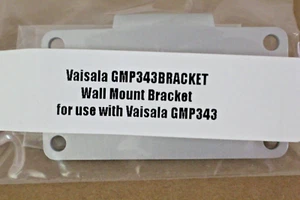 Vaisala GMP343BRACKET
Wall Mount Bracket
for use with Vaisala GMP343